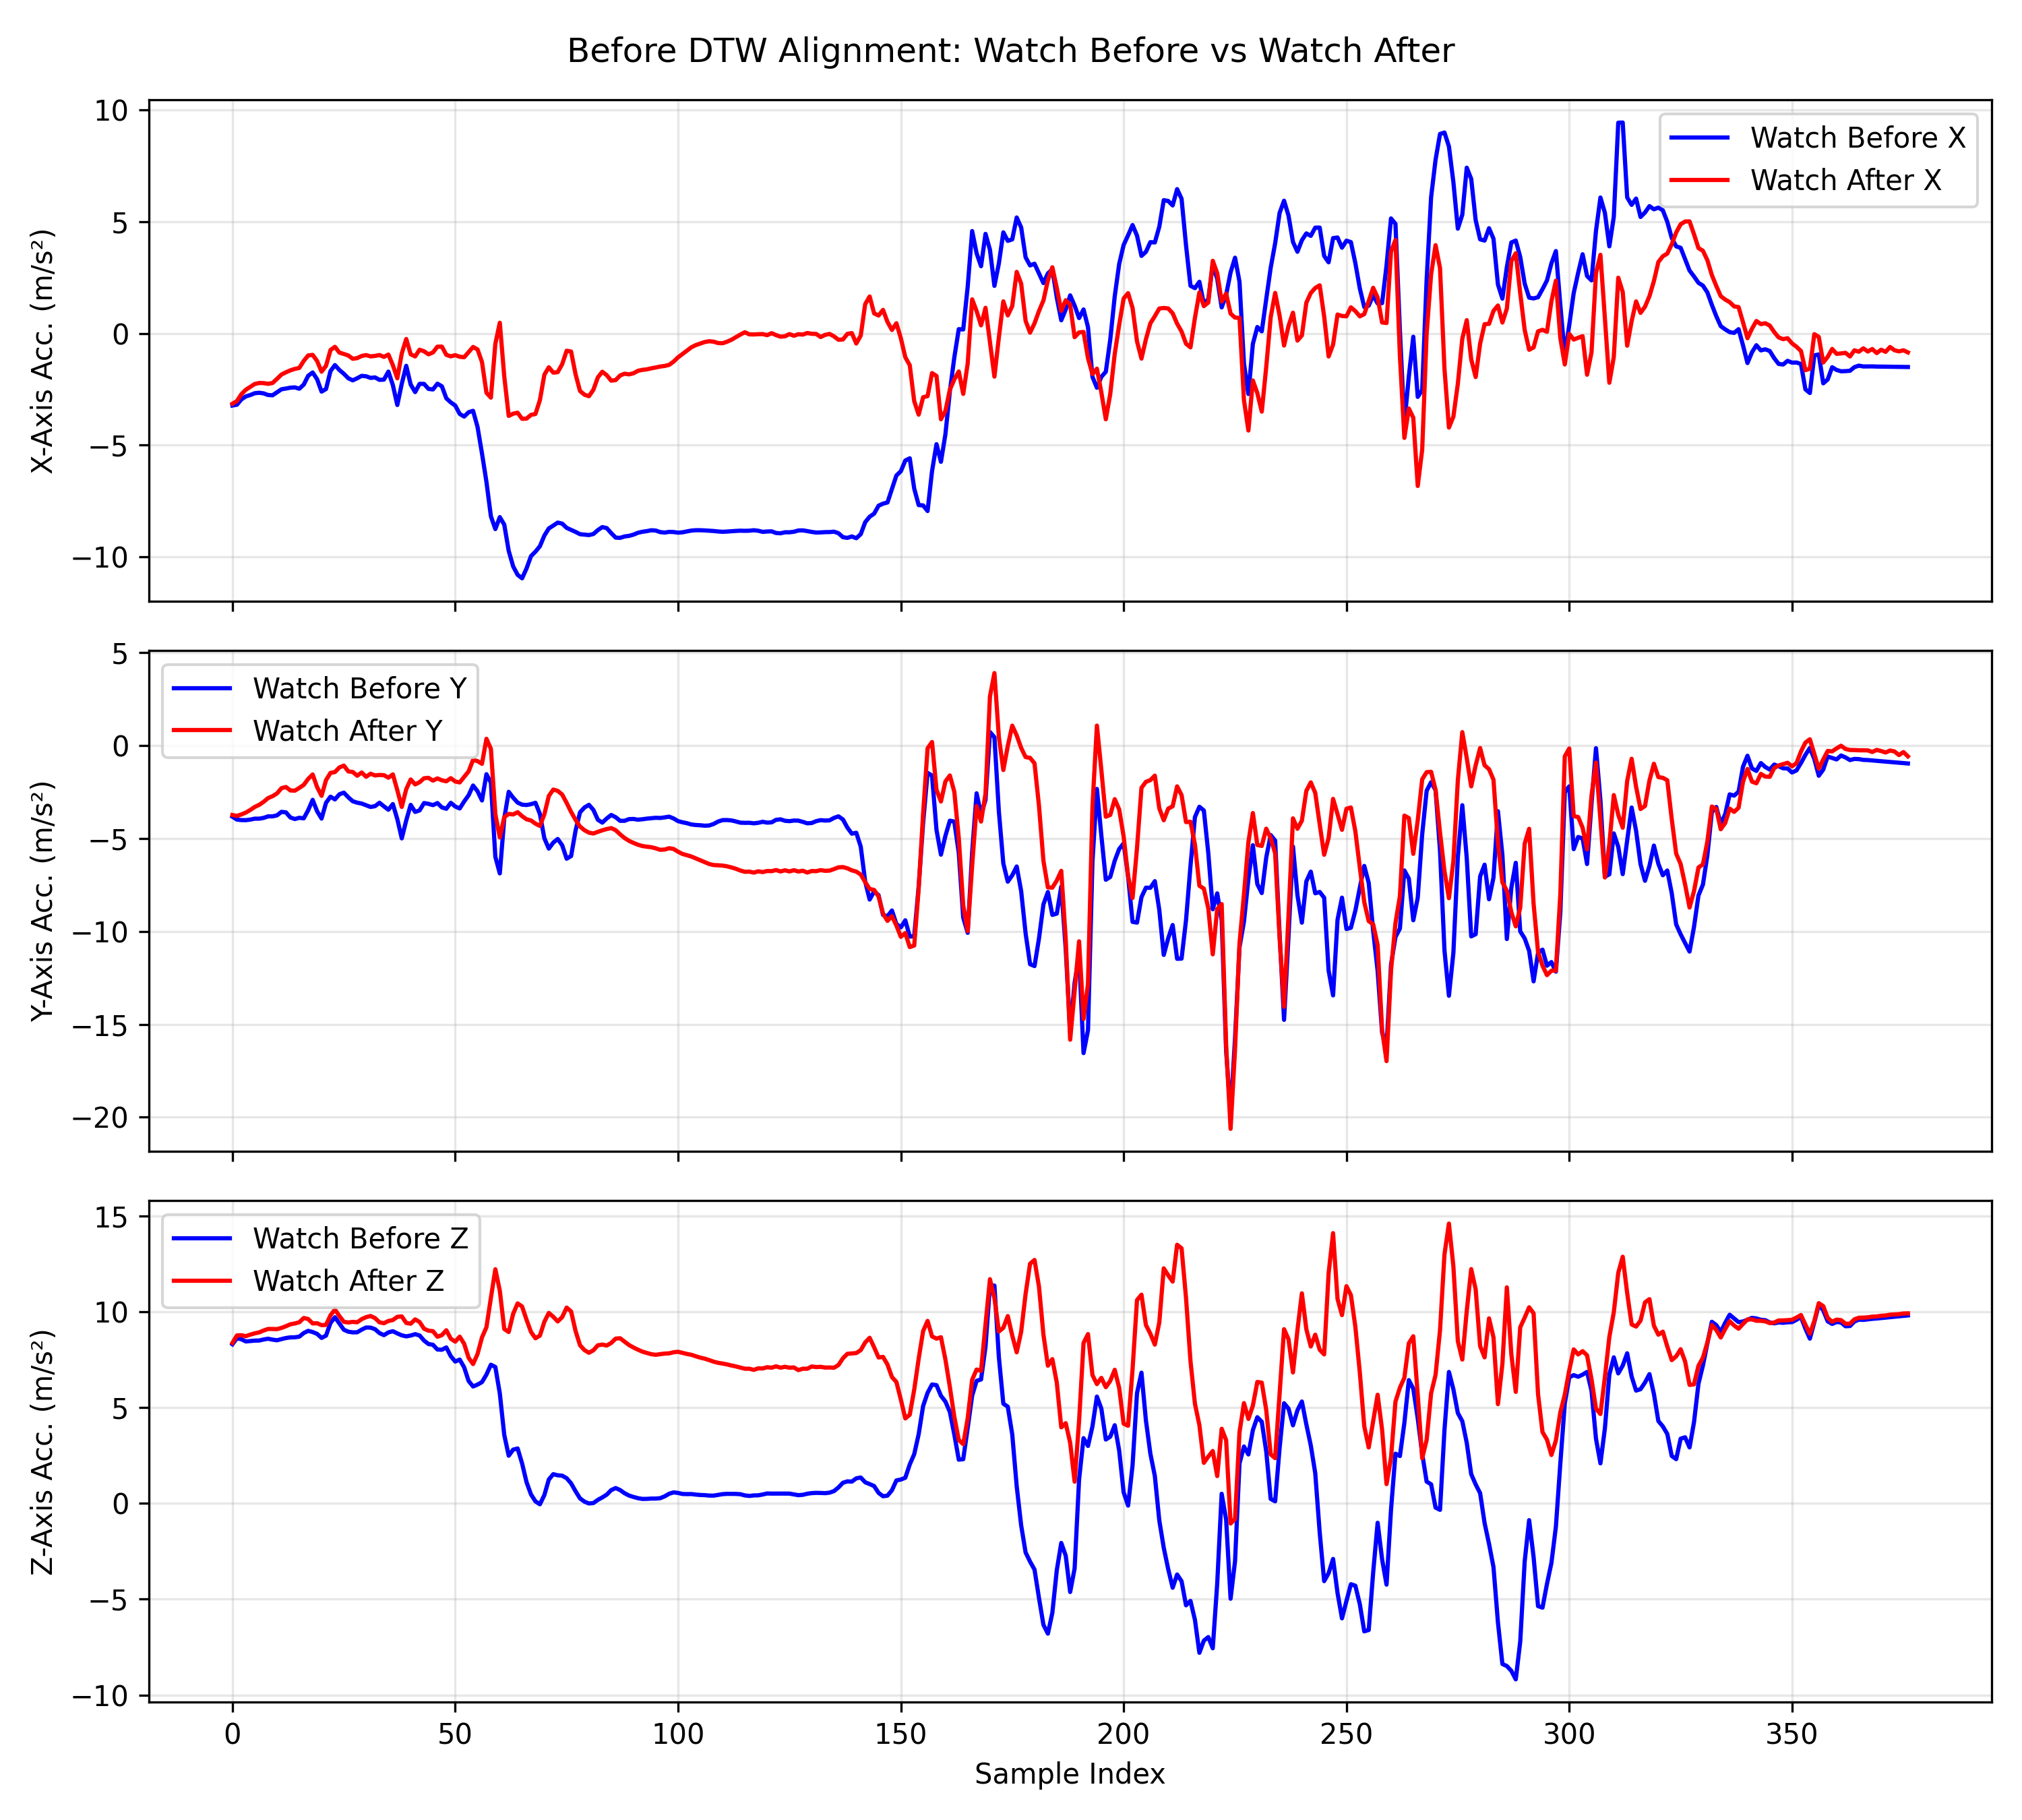 Before DTW Alignment: Watch Before vs Watch After
10
5
0
−5
−10
X-Axis Acc. (m/s²)
Watch Before X
Watch After X
5
0
−5
−10
−15
−20
Y-Axis Acc. (m/s²)
Watch Before Y
Watch After Y
15
10
5
0
−5
−10
Z-Axis Acc. (m/s²)
Watch Before Z
Watch After Z
0 50 100 150 200 250 300 350
Sample Index